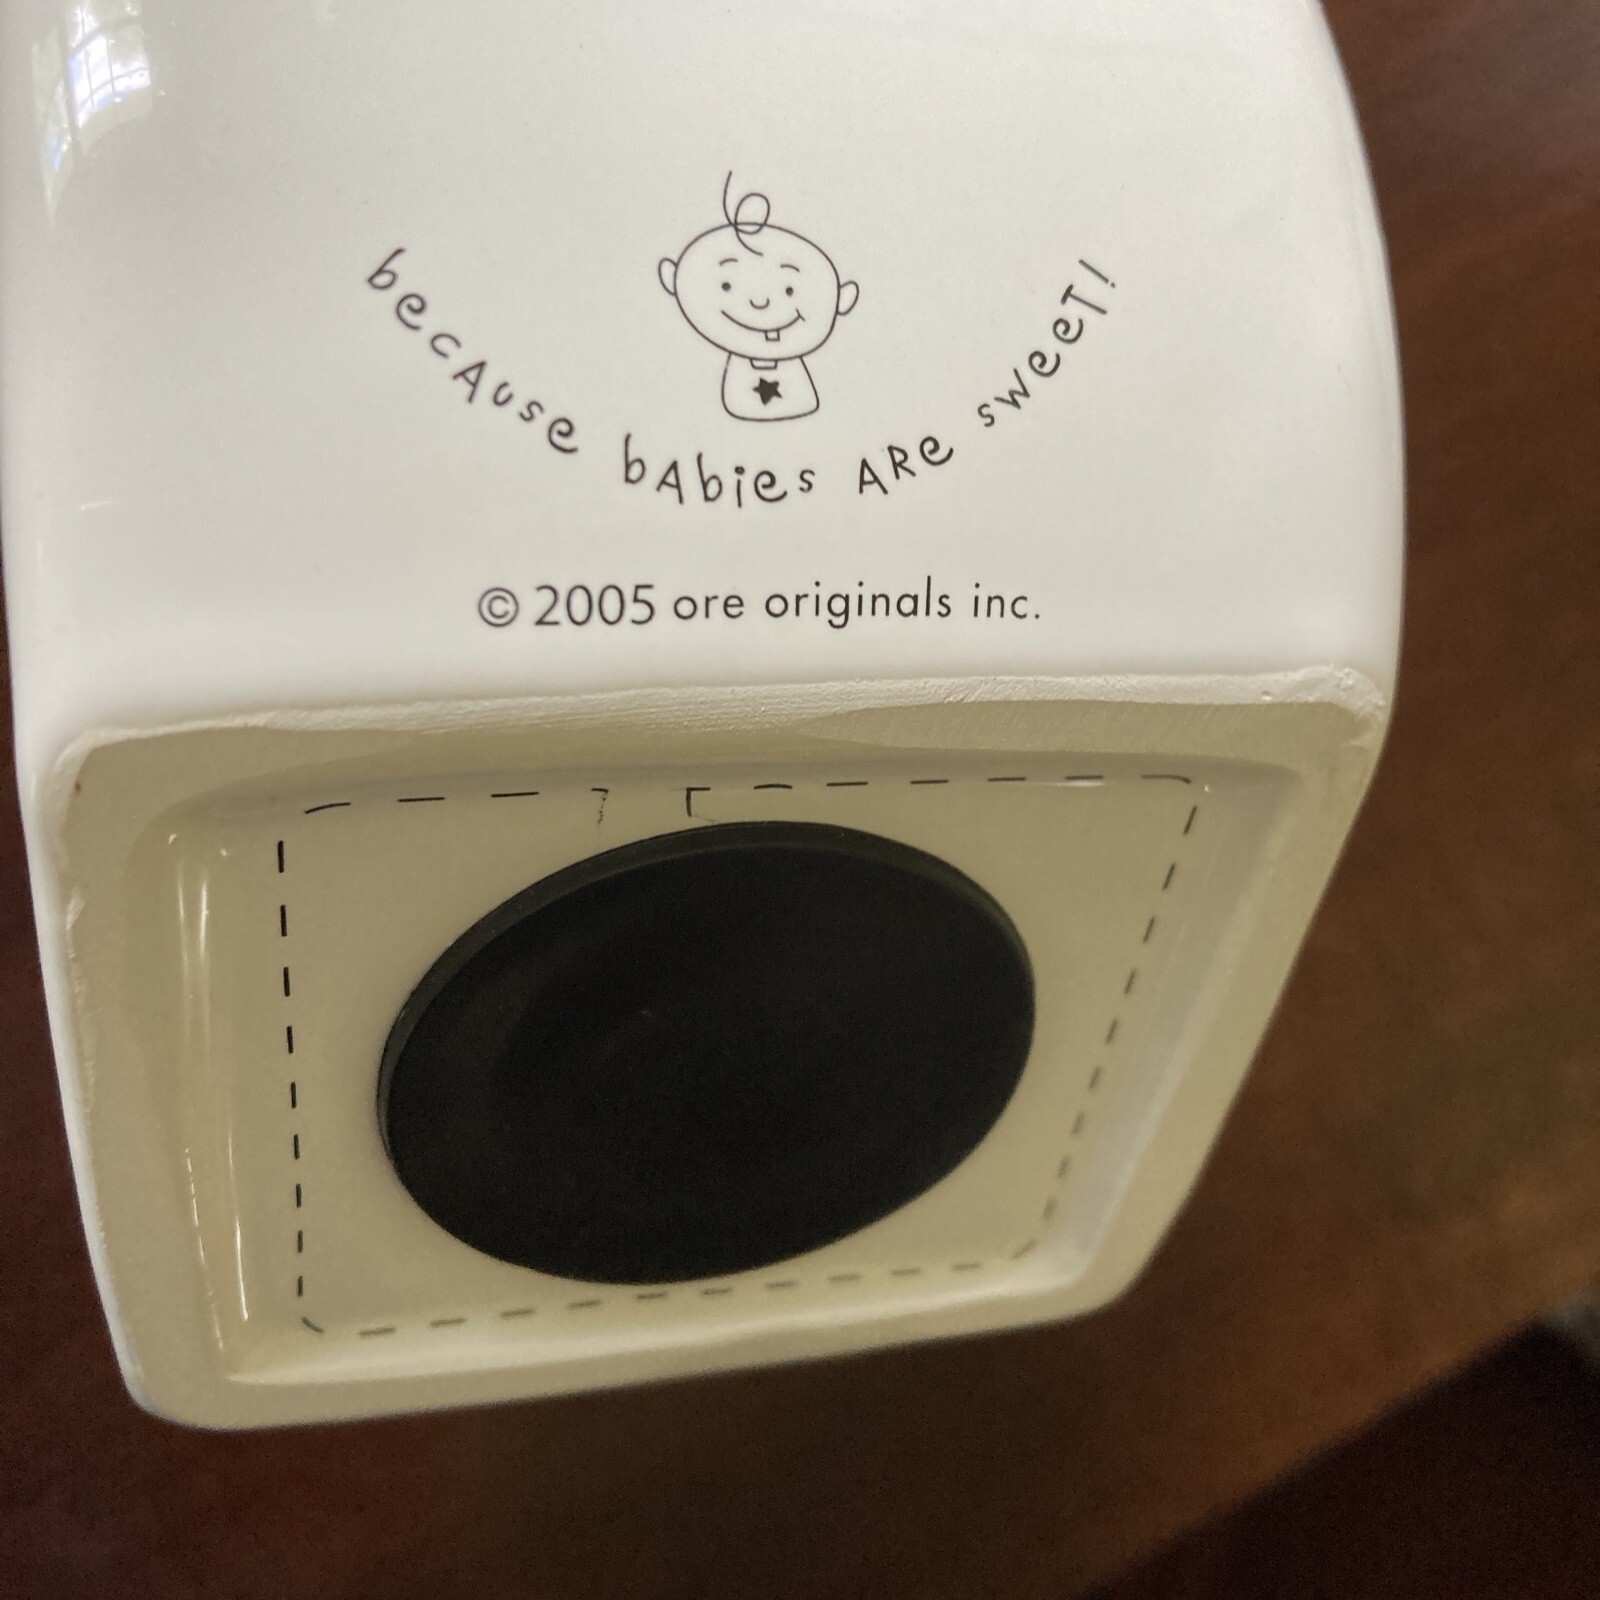 becAuse bAbies ARe sweeT!
© 2005 ore originals inc.